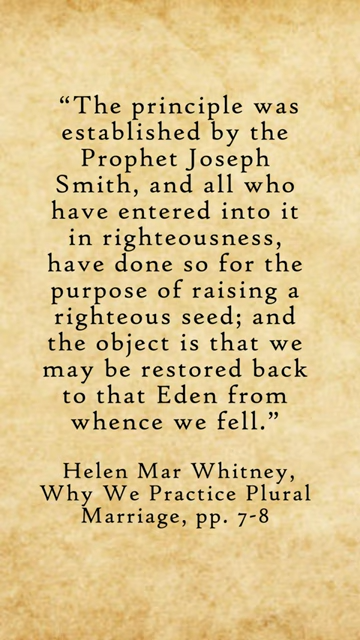 “The principle was
established by the
Prophet Joseph
Smith, and all who
have entered into it
in righteousness,
have done so for the
purpose of raising a
righteous seed; and
the object is that we
may be restored back
to that Eden from
whence we fell.”
Helen Mar Whitney,
Why We Practice Plural
Marriage, pp. 7-8